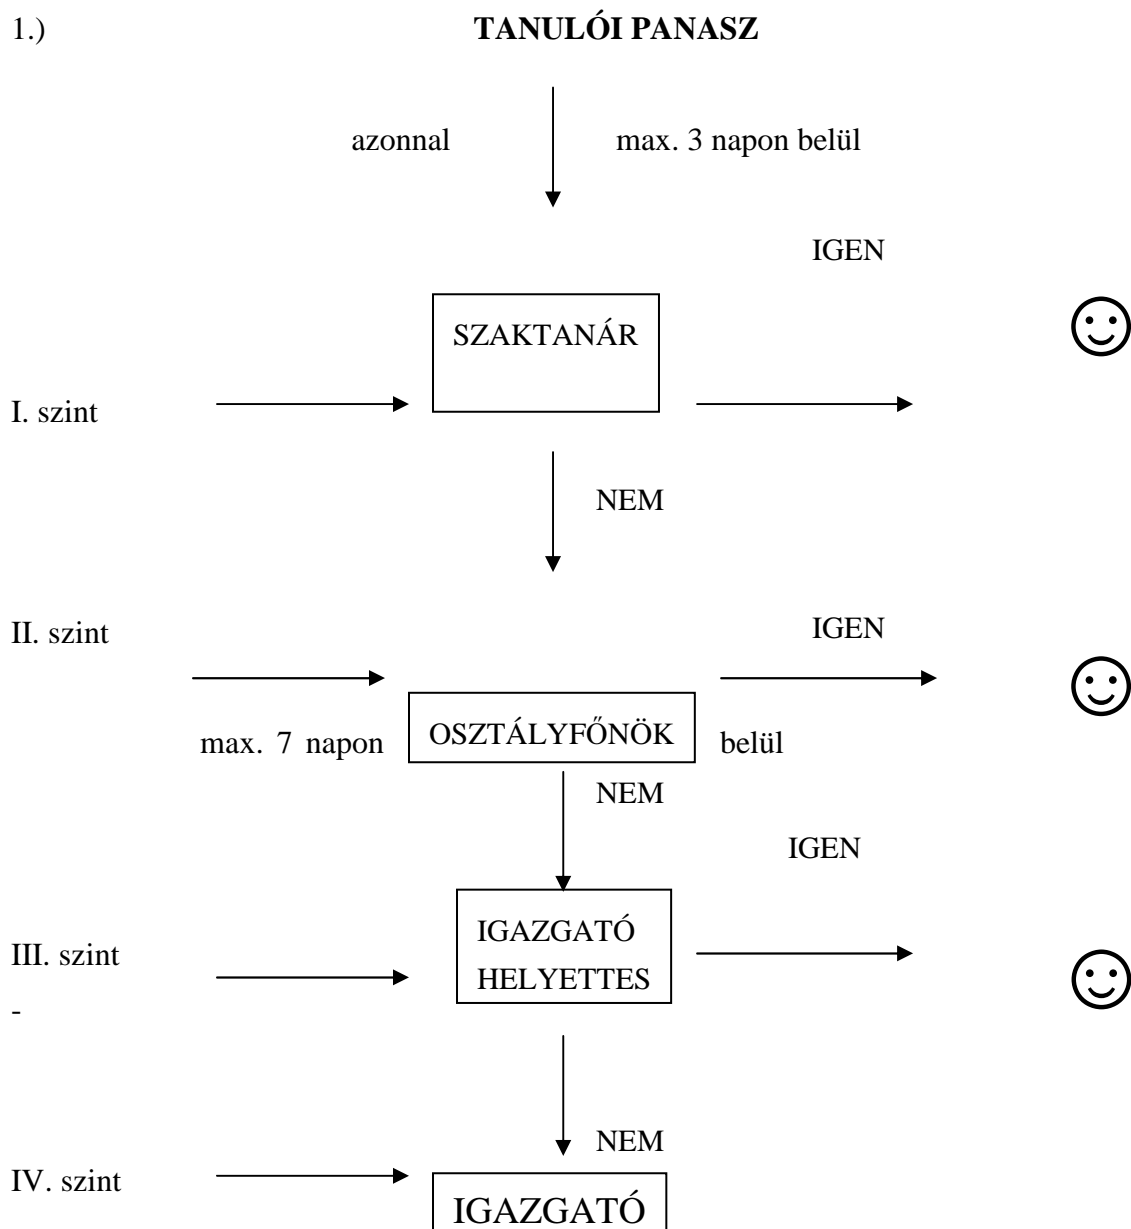 1.) TANULÓI PANASZ
azonnal max. 3 napon belül
IGEN
SZAKTANÁR
I. szint
NEM
II. szint IGEN
max. 7 napon OSZTÁLYFŐNÖK belül
NEM
IGEN
IGAZGATÓ
III. szint
HELYETTES
-
NEM
IV. szint
IGAZGATÓ